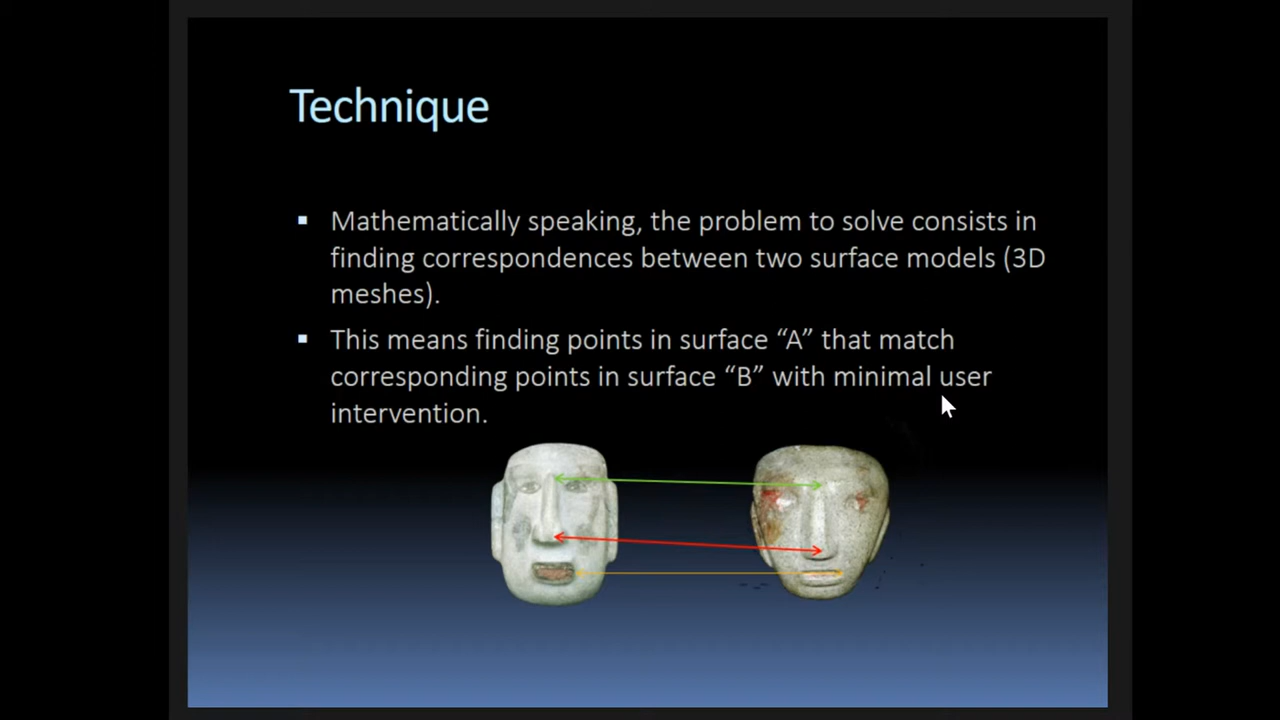 Technique
▪ Mathematically speaking, the problem to solve consists in
finding correspondences between two surface models (3D
meshes).
▪ This means finding points in surface “A” that match
corresponding points in surface “B” with minimal user
intervention.